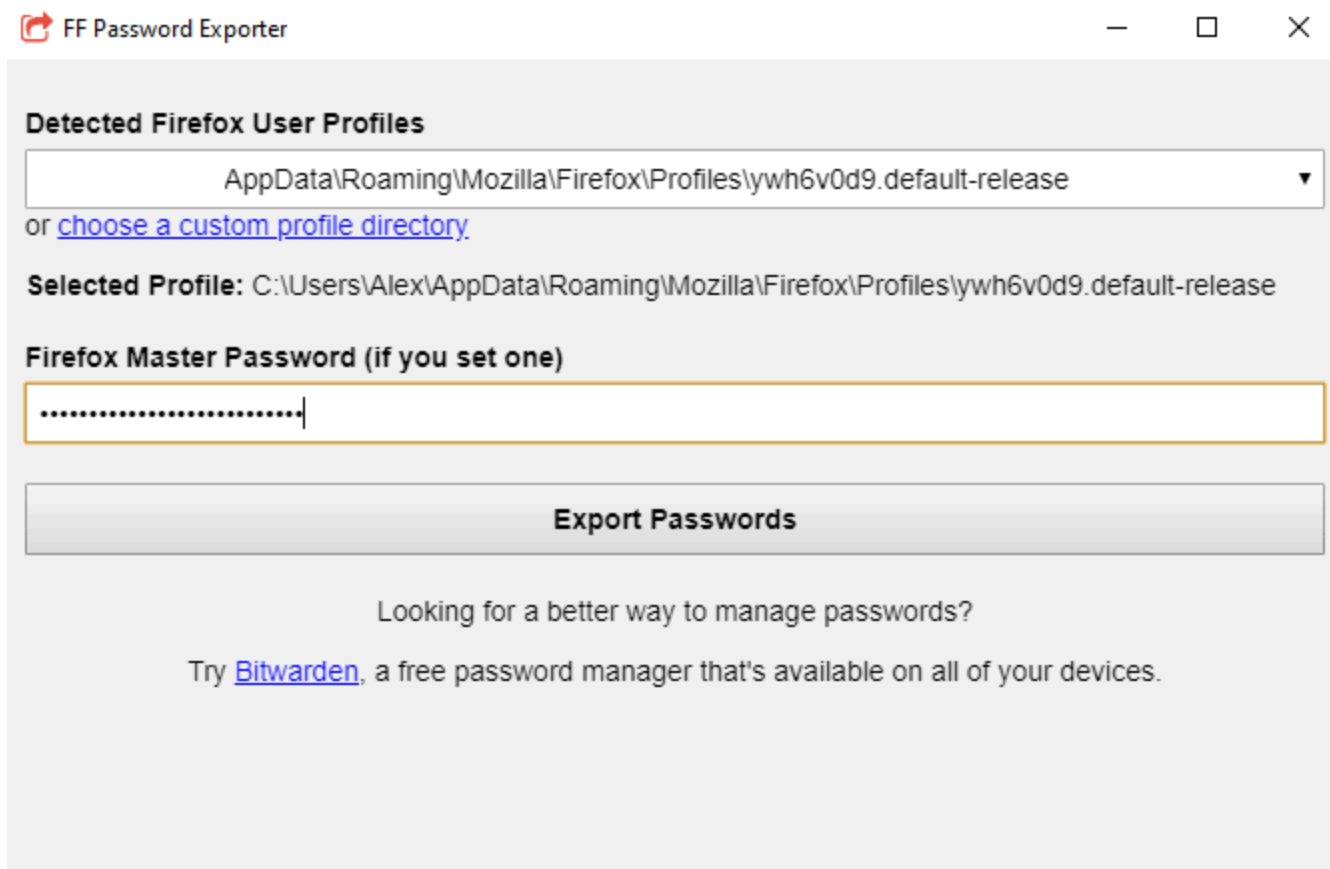 FF Password Exporter
Detected Firefox User Profiles
AppData\Roaming\Mozilla\Firefox\Profiles\ywh6v0d9.default-release
or choose a custom profile directory
Selected Profile: C:\Users\Alex\AppData\Roaming\Mozilla\Firefox\Profiles\ywh6v0d9.default-release
Firefox Master Password (if you set one)
•••••••••••••••••••••••••••
Export Passwords
Looking for a better way to manage passwords?
Try Bitwarden, a free password manager that's available on all of your devices.